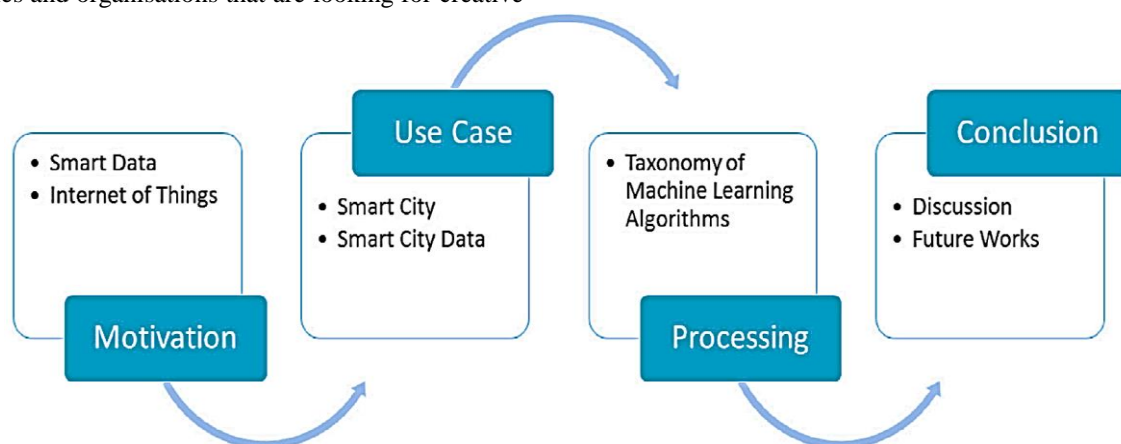 and organisations that are looking for creative
• Smart Data
• Internet of Things
Motivation
Use Case
• Smart City
• Smart City Data
• Taxonomy of
Machine Learning
Algorithms
Processing
Conclusion
• Discussion
• Future Works